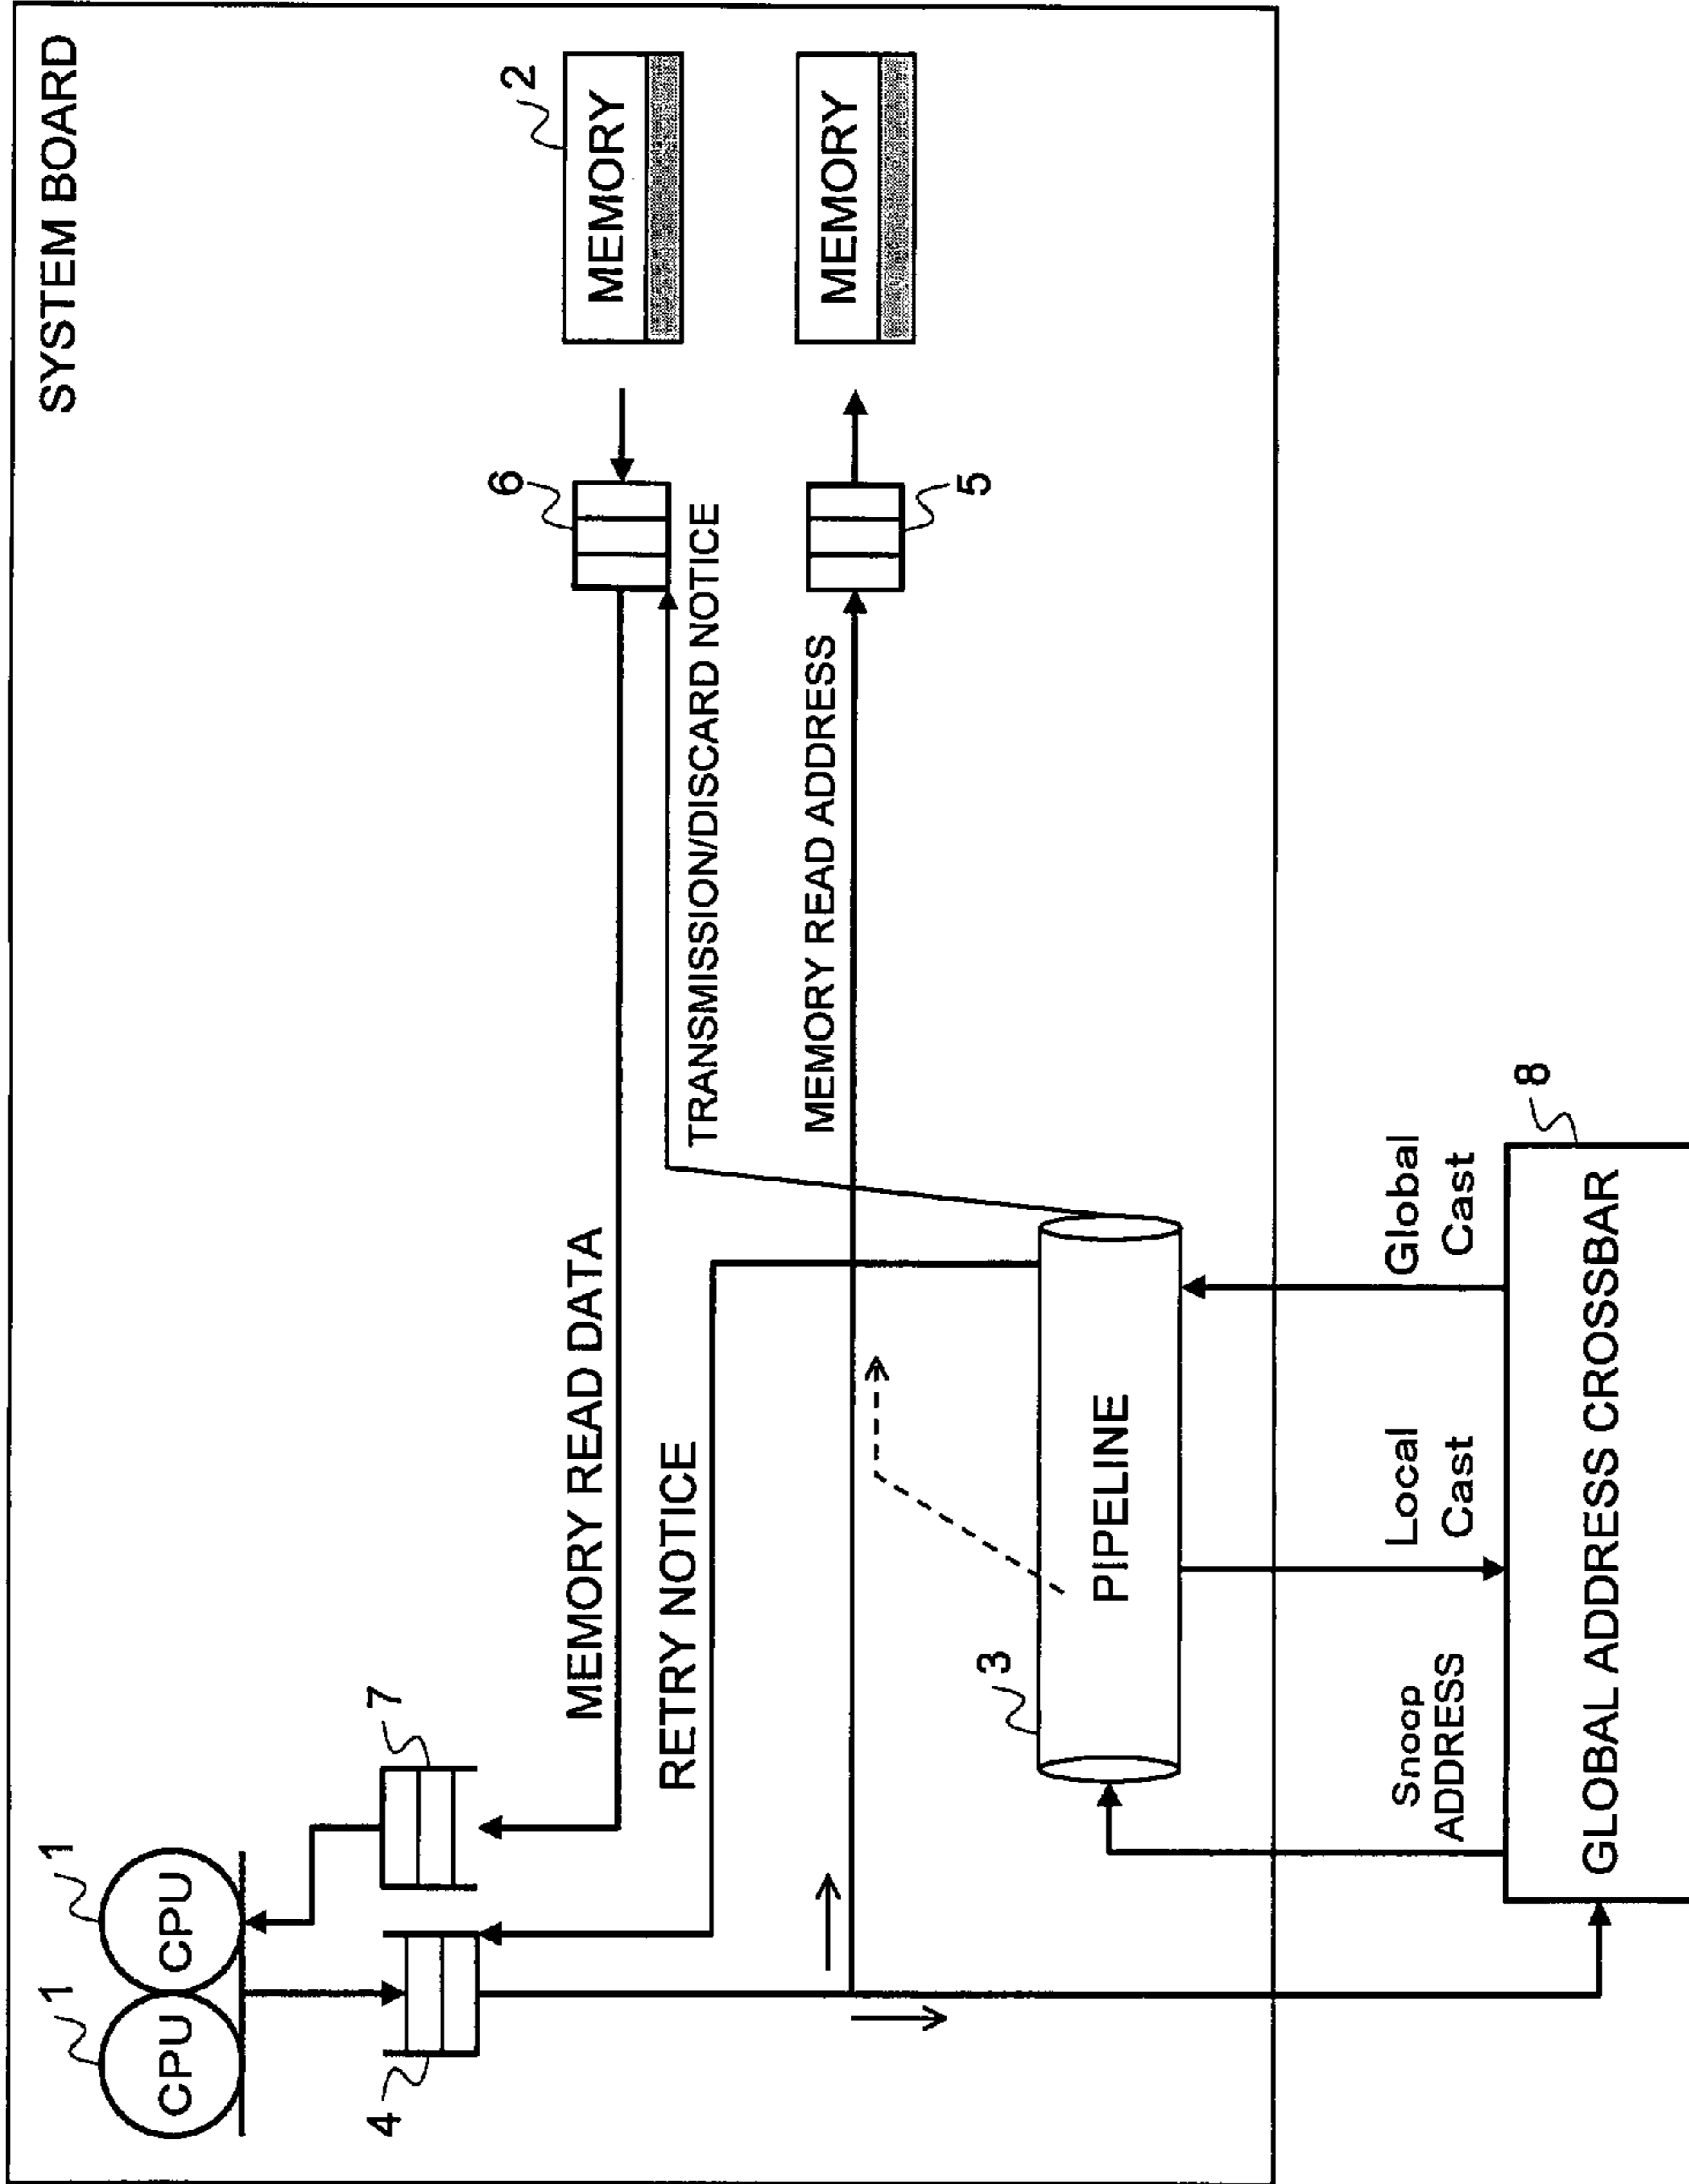 SYSTEM BOARD
1
1
CPU
CPU
4
7
6
2
MEMORY
MEMORY
5
MEMORY READ DATA
TRANSMISSION/DISCARD NOTICE
RETRY NOTICE
MEMORY READ ADDRESS
3
PIPELINE
Snoop
ADDRESS
Local
Cast
Global
Cast
8
GLOBAL ADDRESS CROSSBAR